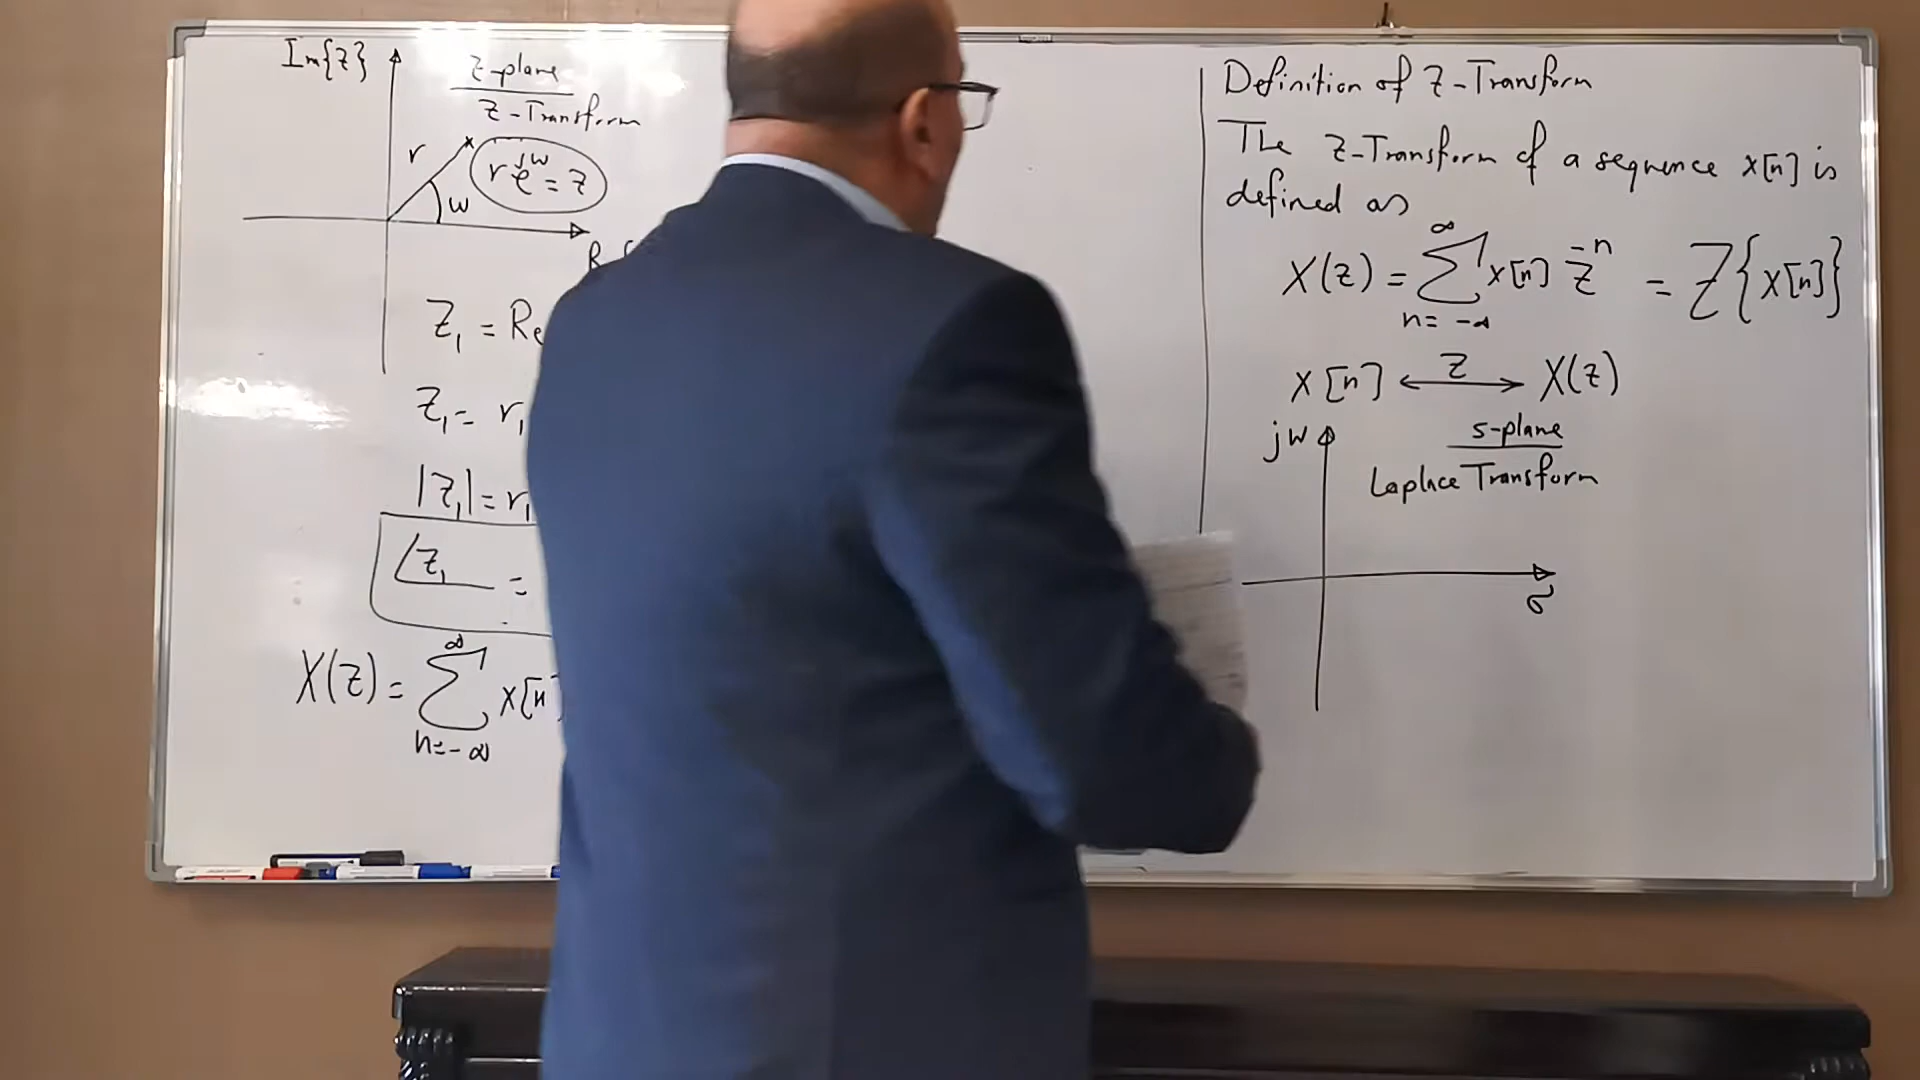 Im{z}
z-plane
z-Transform
r
re^jw = z
w
z₁ = Re
z₁ = r₁
|z₁| = r₁
∠z₁ =
X(z) = ∑ x[n]
∞
n=-∞
Definition of z-Transform
The z-Transform of a sequence x[n] is
defined as
∞
X(z) = ∑ x[n] z^-n = Z{x[n]}
n=-∞
x[n] ⟷ X(z)
z
jw
s-plane
Laplace Transform
σ